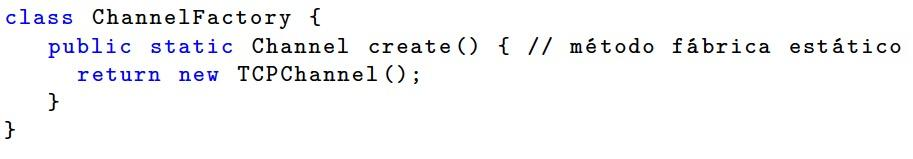 class ChannelFactory {
   public static Channel create() { // método fábrica estático
     return new TCPChannel();
   }
}